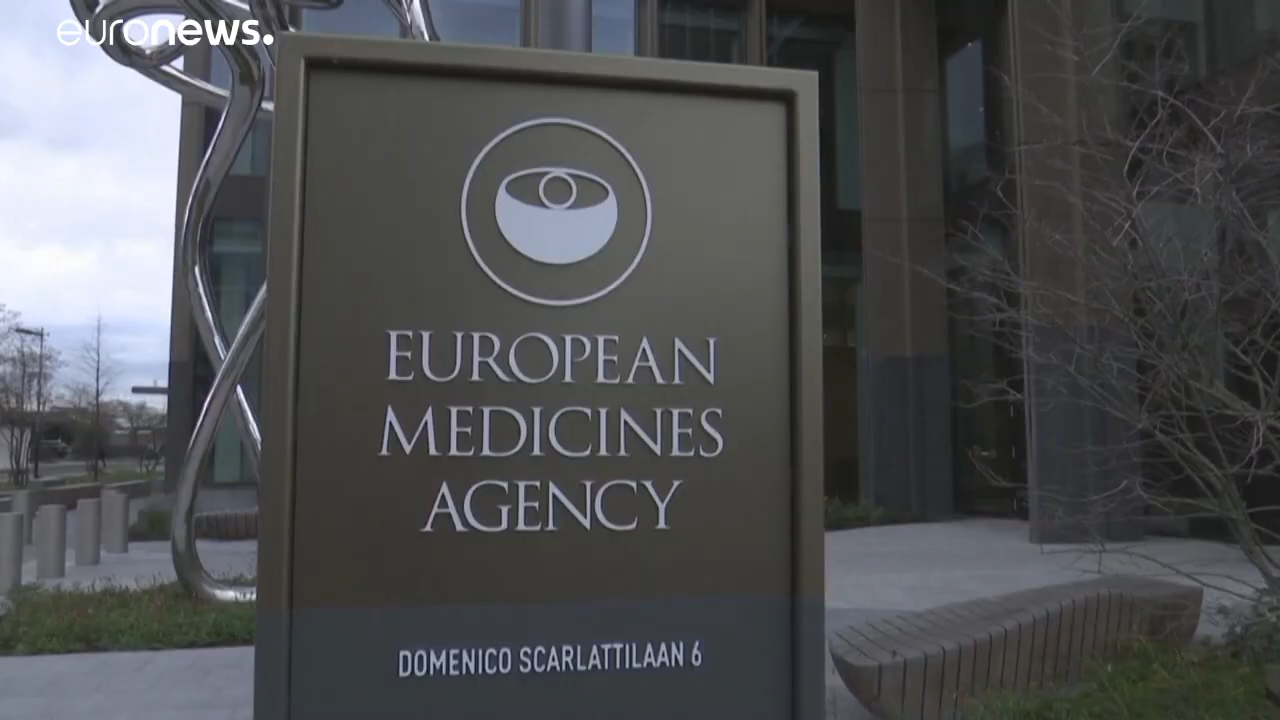 euronews.
EUROPEAN
MEDICINES
AGENCY
DOMENICO SCARLATTILAAN 6